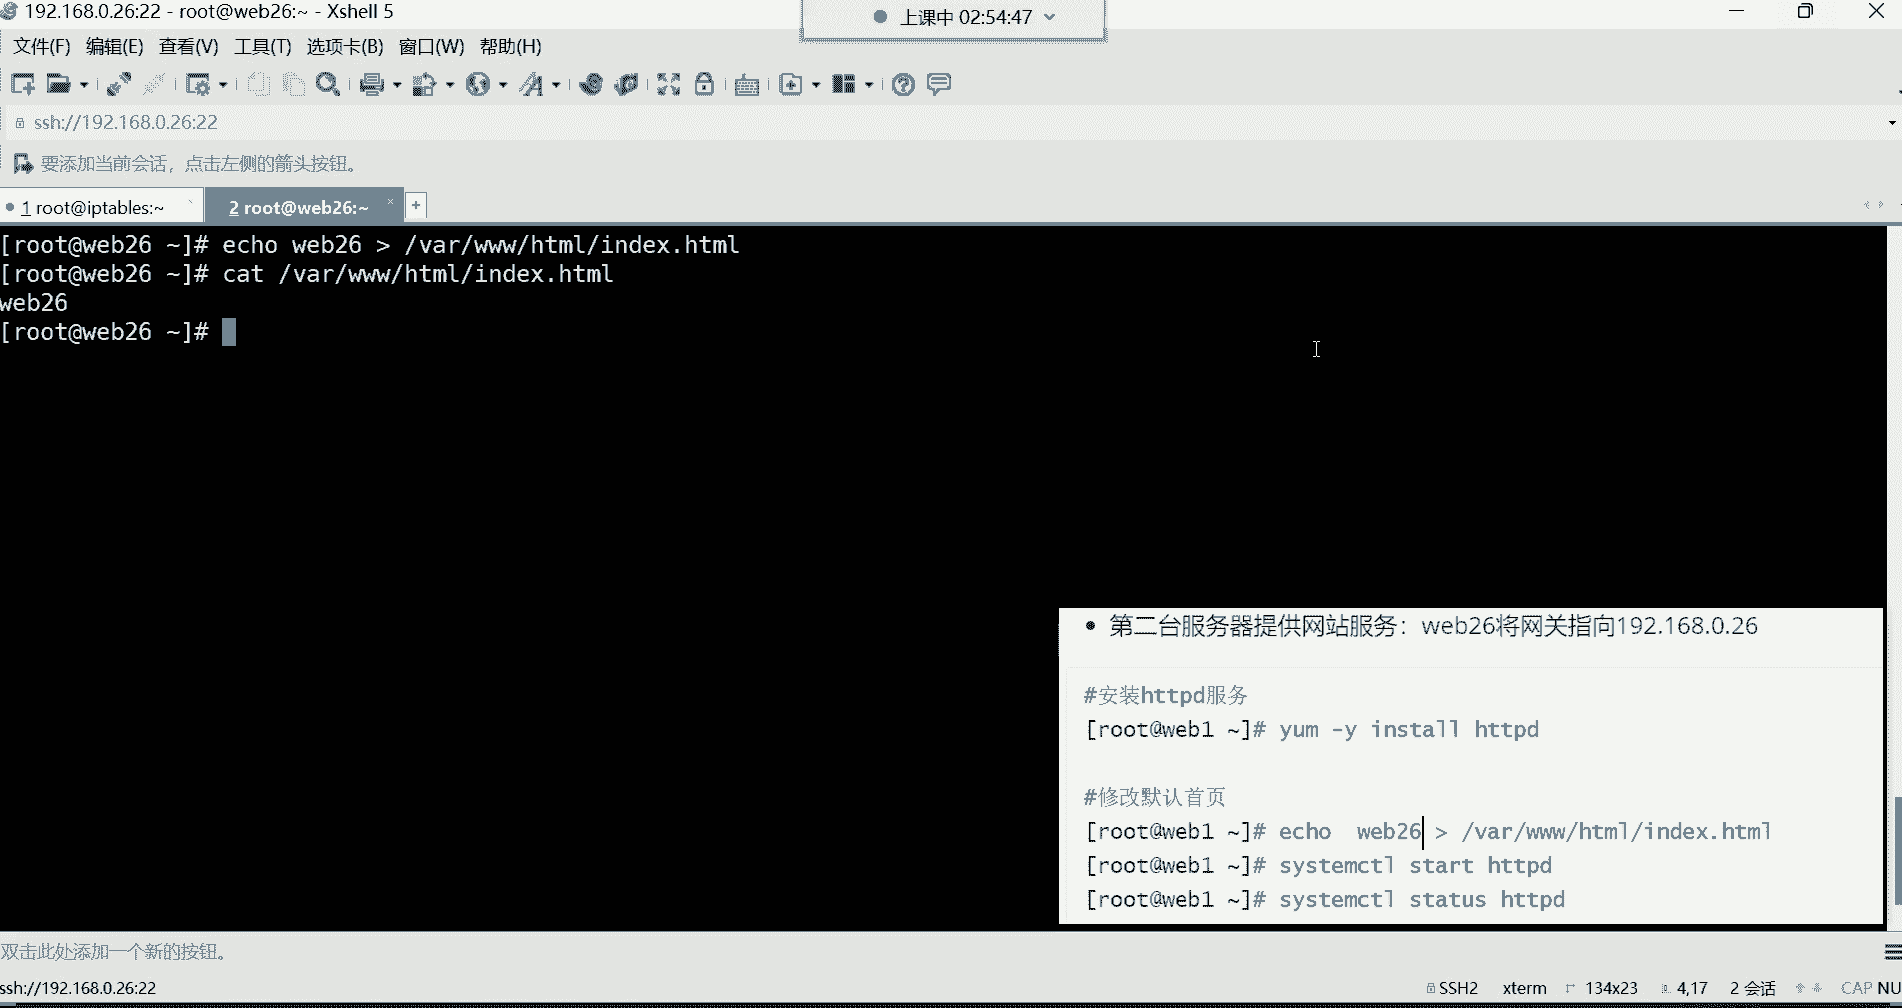 192.168.0.26:22 - root@web26:~ - Xshell 5
上课中 02:54:47
文件(F) 编辑(E) 查看(V) 工具(T) 选项卡(B) 窗口(W) 帮助(H)
ssh://192.168.0.26:22
要添加当前会话，点击左侧的箭头按钮。
1 root@iptables:~
2 root@web26:~
[root@web26 ~]# echo web26 > /var/www/html/index.html
[root@web26 ~]# cat /var/www/html/index.html
web26
[root@web26 ~]#
• 第二台服务器提供网站服务：web26将网关指向192.168.0.26
#安装httpd服务
[root@web1 ~]# yum -y install httpd
#修改默认首页
[root@web1 ~]# echo  web26 > /var/www/html/index.html
[root@web1 ~]# systemctl start httpd
[root@web1 ~]# systemctl status httpd
双击此处添加一个新的按钮。
ssh://192.168.0.26:22
SSH2 xterm 134x23 4,17 2 会话 CAP NU